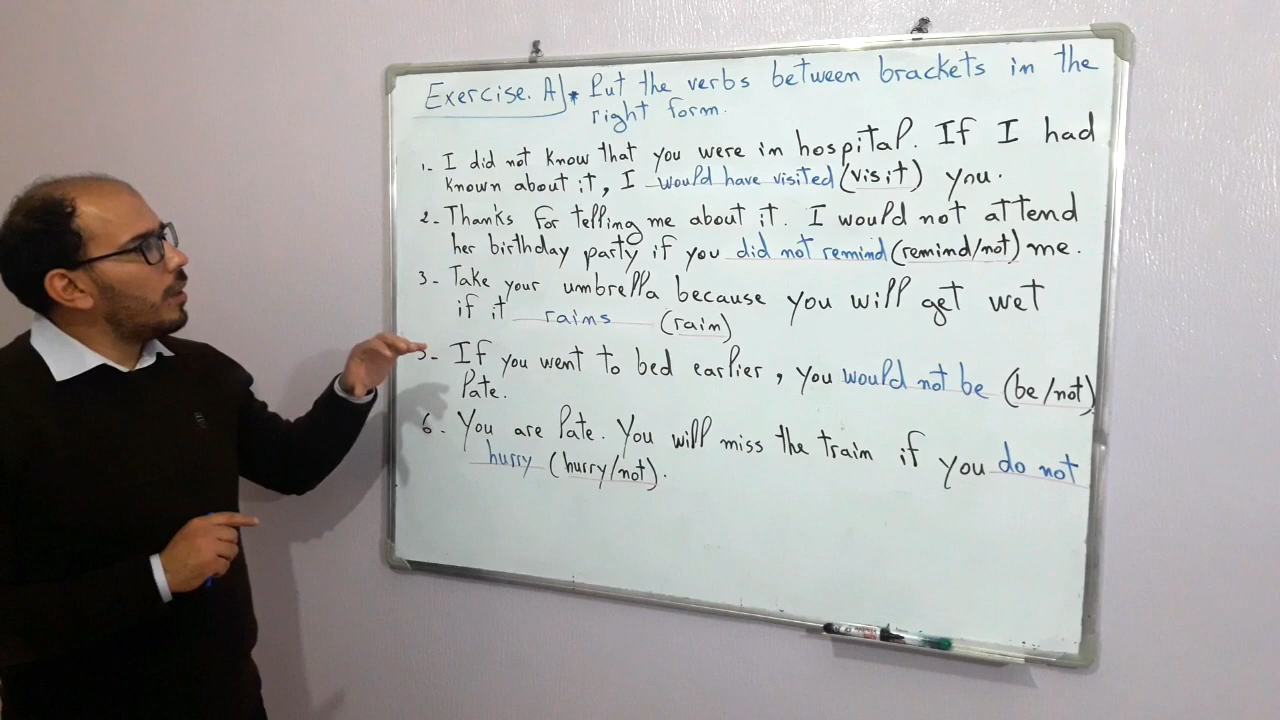 Exercise. A) * Put the verbs between brackets in the
right form.
1- I did not know that you were in hospital. If I had
known about it, I would have visited (visit) you.
2- Thanks for telling me about it. I would not attend
her birthday party if you did not remind (remind/not) me.
3- Take your umbrella because you will get wet
if it rains (rain)
5- If you went to bed earlier, you would not be (be/not)
late.
6- You are late. You will miss the train if you do not
hurry (hurry/not).